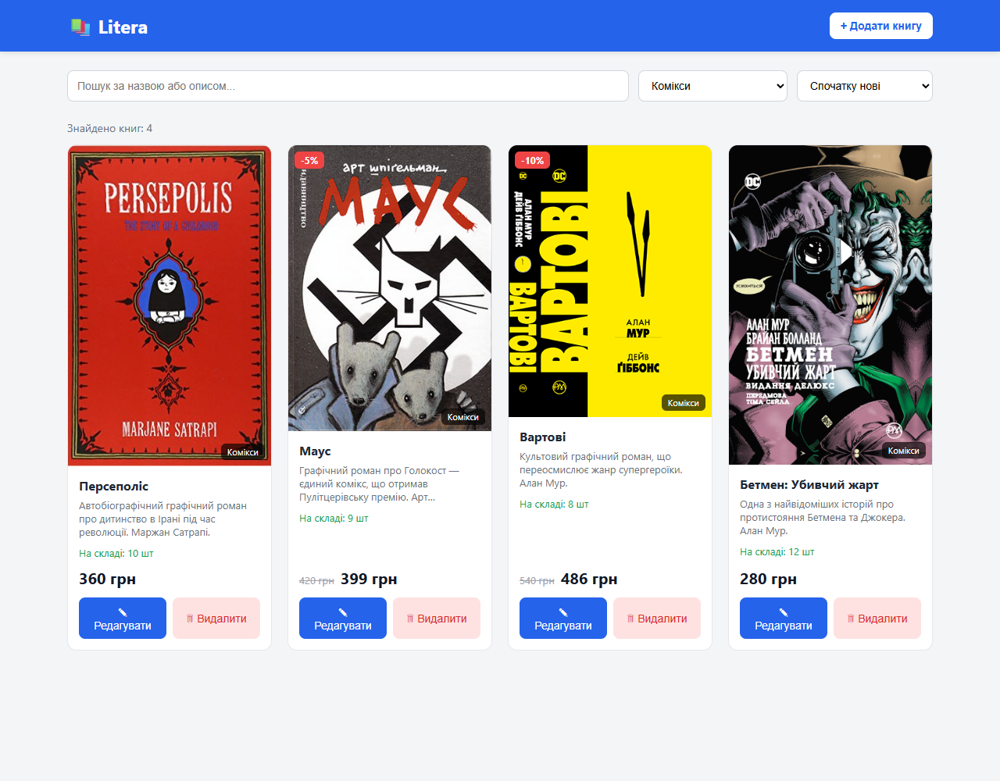 Litera
+ Додати книгу
Пошук за назвою або описом...
Комікси
Спочатку нові
Знайдено книг: 4
PERSEPOLIS
THE STORY OF A CHILDHOOD
MARJANE SATRAPI
Комікси
Персеполіс
Автобіографічний графічний роман
про дитинство в Ірані під час
революції. Маржан Сатрапі.
На складі: 10 шт
360 грн
Редагувати
Видалити
-5%
видавництво
арт шпіґельман
МАУС
Комікси
Маус
Графічний роман про Голокост —
єдиний комікс, що отримав
Пулітцерівську премію. Арт...
На складі: 9 шт
420 грн 399 грн
Редагувати
Видалити
-10%
DC
DC
АЛАН МУР
ДЕЙВ ҐІББОНС
1
ВАРТОВІ
ВАРТОВІ
АЛАН
МУР
ДЕЙВ
ҐІББОНС
Комікси
Вартові
Культовий графічний роман, що
переосмислює жанр супергероїки.
Алан Мур.
На складі: 8 шт
540 грн 486 грн
Редагувати
Видалити
DC
УСМІХНІТЬСЯ!
АЛАН МУР
БРАЙАН БОЛЛАНД
БЕТМЕН
УБИВЧИЙ ЖАРТ
ВИДАННЯ ДЕЛЮКС
ПЕРЕДМОВА
ТІМА СЕЙЛА
Комікси
Бетмен: Убивчий жарт
Одна з найвідоміших історій про
протистояння Бетмена та Джокера.
Алан Мур.
На складі: 12 шт
280 грн
Редагувати
Видалити